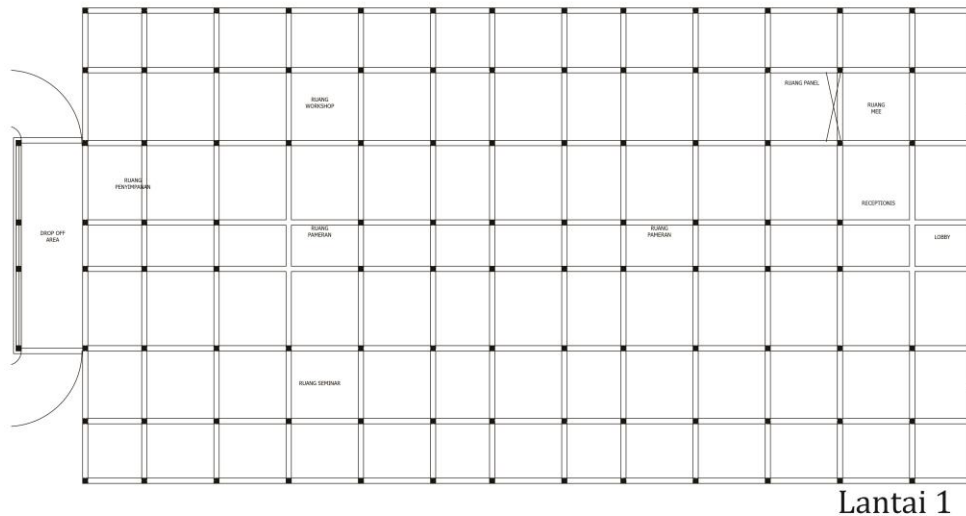 RUANG PANEL
RUANG
WORKSHOP
RUANG
MEE
RUANG
PENYIMPANAN
RECEPTIONIS
DROP OFF
AREA
RUANG
PAMERAN
RUANG
PAMERAN
LOBBY
RUANG SEMINAR
Lantai 1